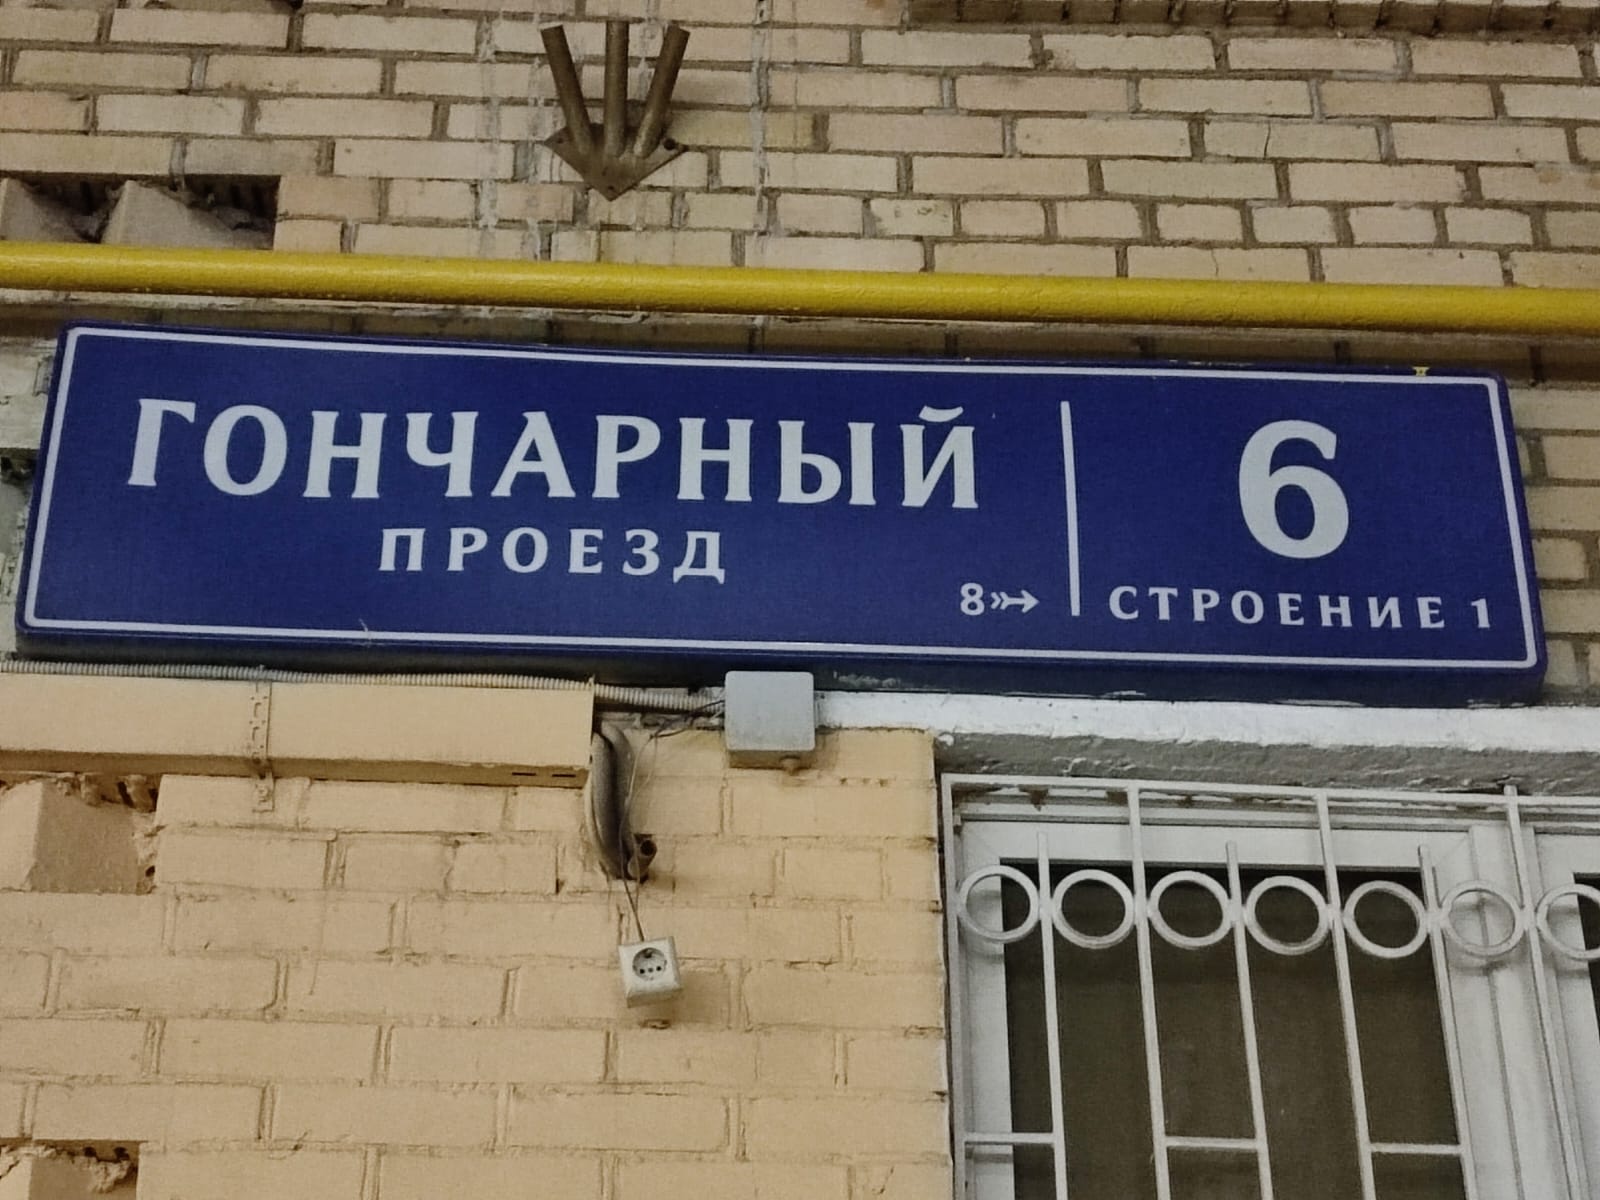 ГОНЧАРНЫЙ
ПРОЕЗД
8
6
СТРОЕНИЕ 1